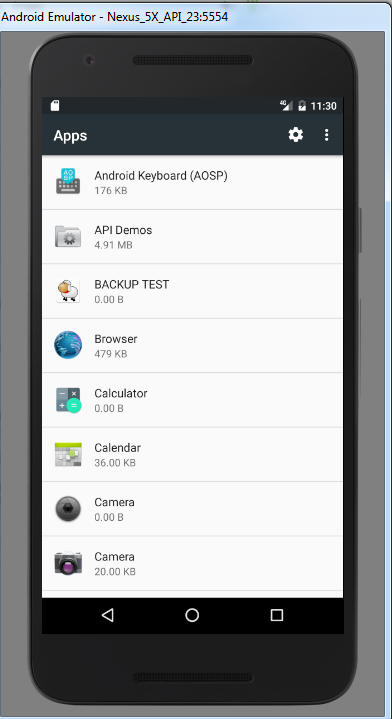 Android Emulator - Nexus_5X_API_23:5554
4G 11:30
Apps
AO
SP
Android Keyboard (AOSP)
176 KB
API Demos
4.91 MB
BACKUP TEST
0.00 B
Browser
479 KB
Calculator
0.00 B
Calendar
36.00 KB
Camera
0.00 B
Camera
20.00 KB